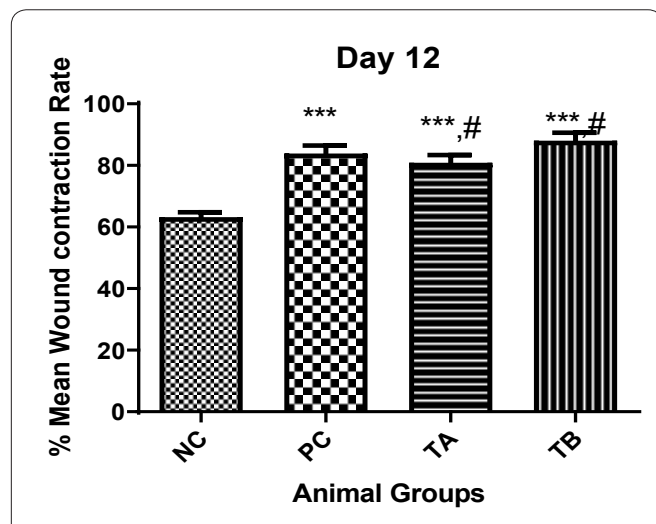 Day 12
% Mean Wound contraction Rate
100
80
60
40
20
0
***
***,#
***,#
NC
PC
TA
TB
Animal Groups